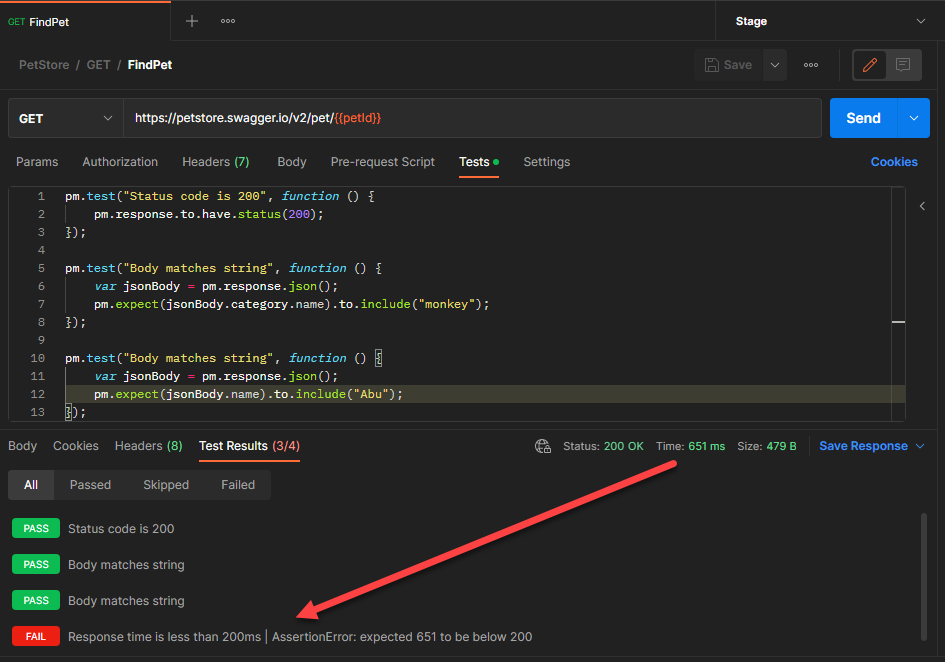 GET FindPet
Stage
PetStore / GET / FindPet
Save
GET
https://petstore.swagger.io/v2/pet/{{petId}}
Send
Params Authorization Headers (7) Body Pre-request Script Tests Settings Cookies
1 pm.test("Status code is 200", function () {
2 pm.response.to.have.status(200);
3 });
4
5 pm.test("Body matches string", function () {
6 var jsonBody = pm.response.json();
7 pm.expect(jsonBody.category.name).to.include("monkey");
8 });
9
10 pm.test("Body matches string", function () {
11 var jsonBody = pm.response.json();
12 pm.expect(jsonBody.name).to.include("Abu");
13 });
Body Cookies Headers (8) Test Results (3/4) Status: 200 OK Time: 651 ms Size: 479 B Save Response
All Passed Skipped Failed
PASS Status code is 200
PASS Body matches string
PASS Body matches string
FAIL Response time is less than 200ms | AssertionError: expected 651 to be below 200